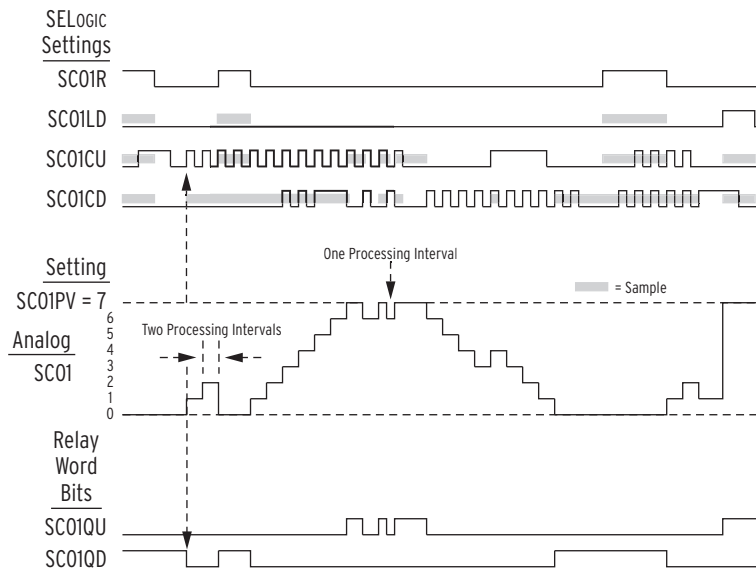 SELOGIC
Settings
SC01R
SC01LD
SC01CU
SC01CD
One Processing Interval
Setting
= Sample
SC01PV = 7
6
Two Processing Intervals
5
4
Analog
3
SC01
2
1
0
Relay
Word
Bits
SC01QU
SC01QD